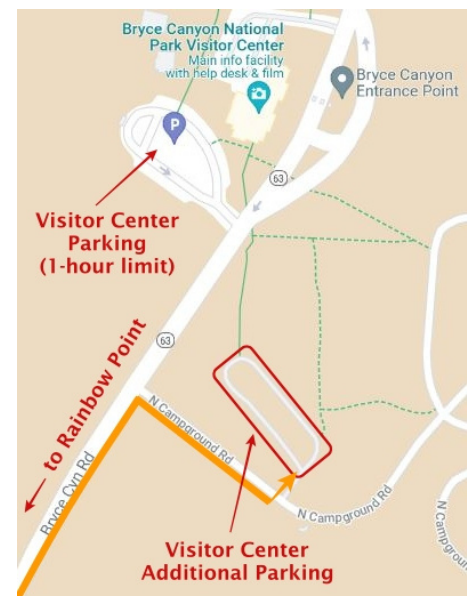 Bryce Canyon National
Park Visitor Center
Main info facility
with help desk & film
Bryce Canyon
Entrance Point
P
63
Visitor Center
Parking
(1-hour limit)
63
to Rainbow Point
Bryce Cyn Rd
N Campground Rd
N Campground Rd
Visitor Center
Additional Parking